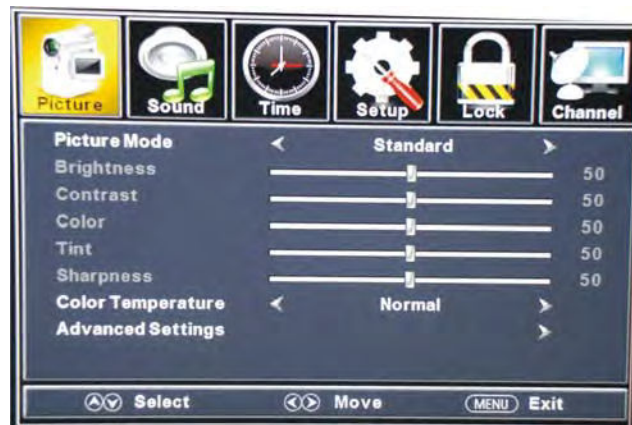 Picture Sound Time Setup Lock Channel
Picture Mode Standard
Brightness 50
Contrast 50
Color 50
Tint 50
Sharpness 50
Color Temperature Normal
Advanced Settings
Select Move MENU Exit